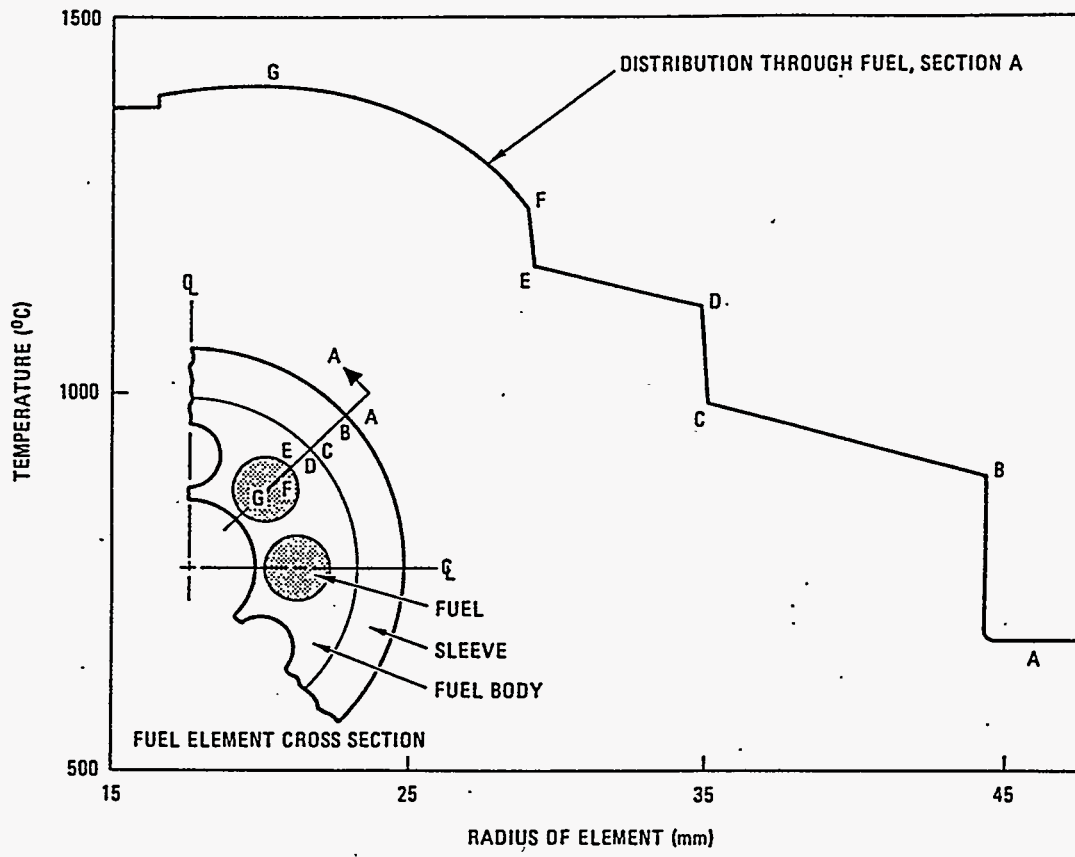 1500
G
DISTRIBUTION THROUGH FUEL, SECTION A
F
E
D
TEMPERATURE (⁰C)
1000
C
B
A
℄
A
A
B
C
E
D
F
G
℄
FUEL
SLEEVE
FUEL BODY
FUEL ELEMENT CROSS SECTION
500
15
25
35
45
RADIUS OF ELEMENT (mm)